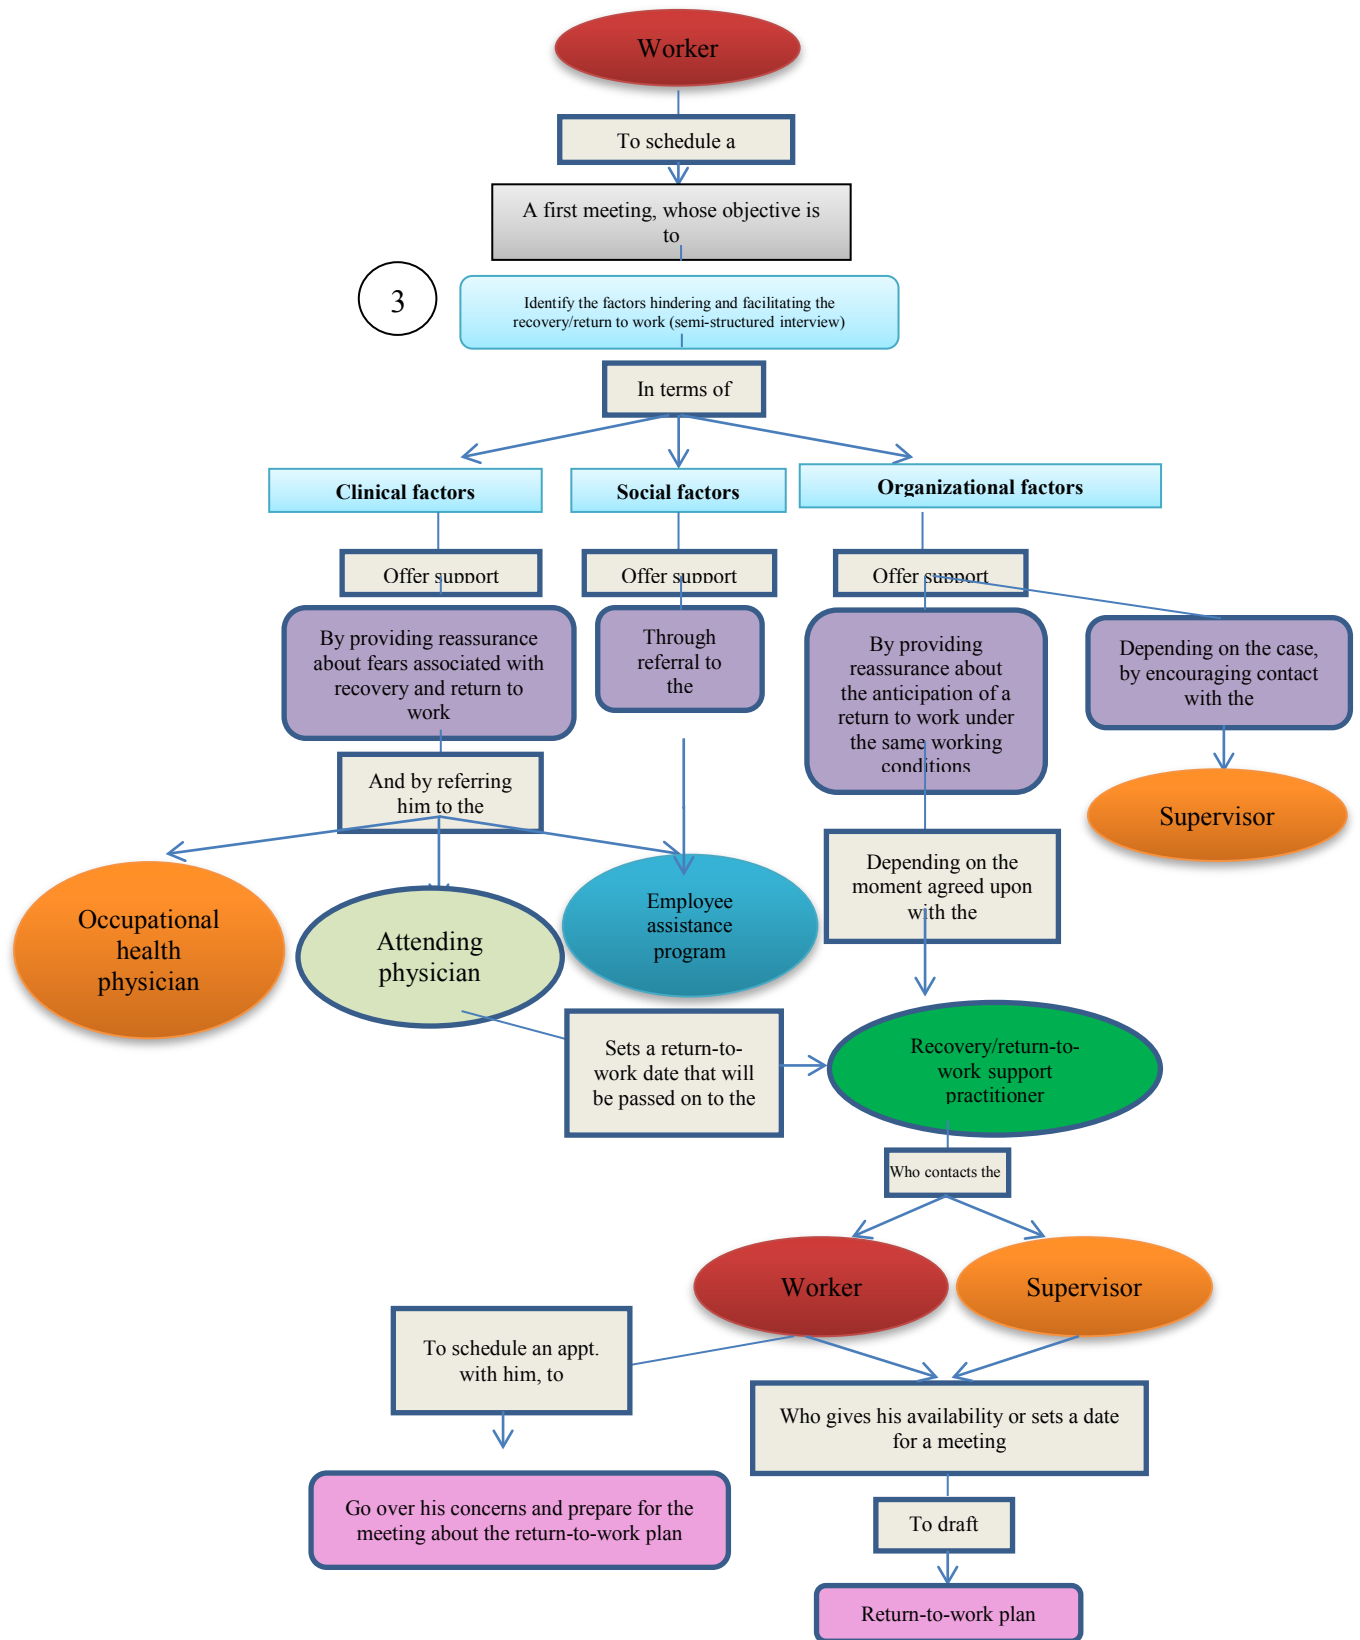 Worker
To schedule a
A first meeting, whose objective is
to
3
Identify the factors hindering and facilitating the
recovery/return to work (semi-structured interview)
In terms of
Clinical factors
Social factors
Organizational factors
Offer support
Offer support
Offer support
By providing reassurance
about fears associated with
recovery and return to
work
Through
referral to
the
By providing
reassurance about
the anticipation of a
return to work under
the same working
conditions
Depending on the case,
by encouraging contact
with the
And by referring
him to the
Supervisor
Occupational
health
physician
Attending
physician
Employee
assistance
program
Depending on the
moment agreed upon
with the
Sets a return-to-
work date that will
be passed on to the
Recovery/return-to-
work support
practitioner
Who contacts the
Worker
Supervisor
To schedule an appt.
with him, to
Who gives his availability or sets a date
for a meeting
Go over his concerns and prepare for the
meeting about the return-to-work plan
To draft
Return-to-work plan